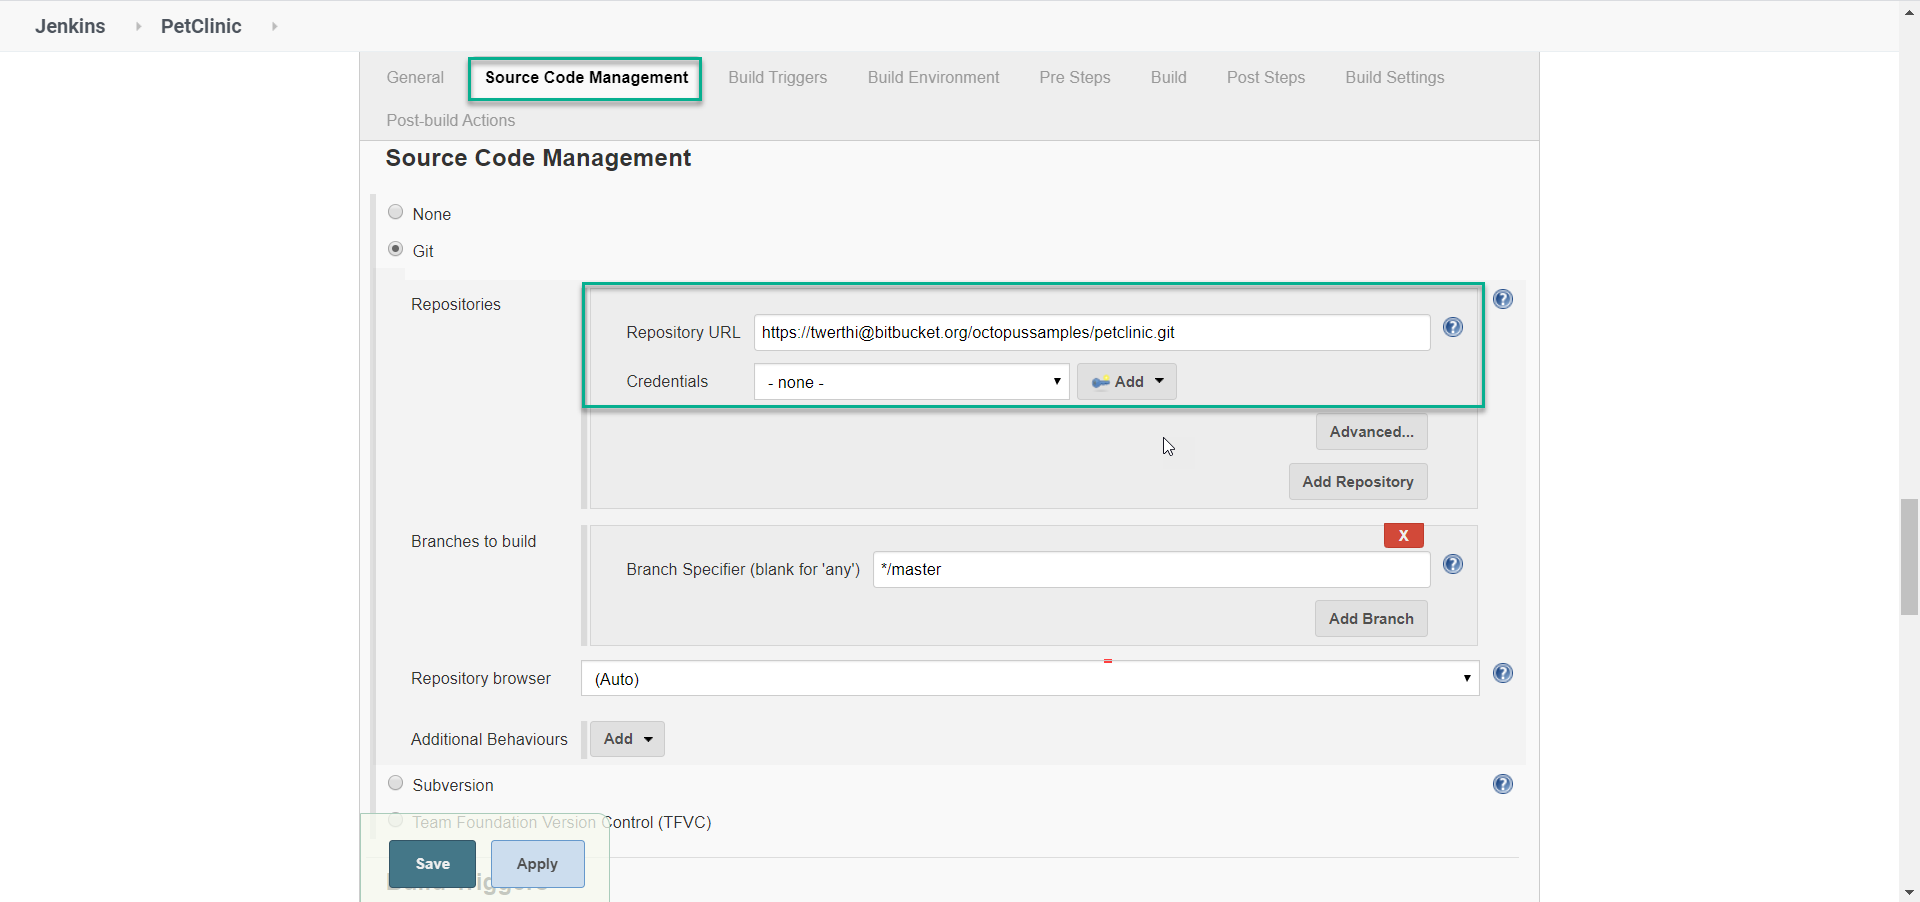 Jenkins PetClinic
General Source Code Management Build Triggers Build Environment Pre Steps Build Post Steps Build Settings
Post-build Actions
Source Code Management
None
Git
Repositories
Repository URL https://twerthi@bitbucket.org/octopussamples/petclinic.git
Credentials - none - Add
Advanced...
Add Repository
Branches to build
X
Branch Specifier (blank for 'any') */master
Add Branch
Repository browser (Auto)
Additional Behaviours Add
Subversion
Team Foundation Version Control (TFVC)
Save Apply
Build Triggers